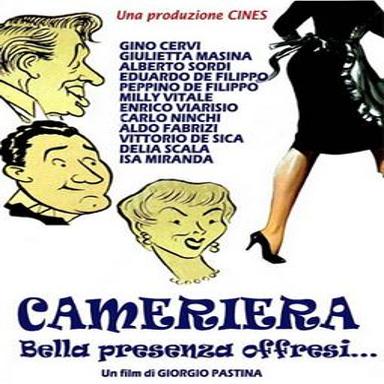 Una produzione CINES
GINO CERVI
GIULIETTA MASINA
ALBERTO SORDI
EDUARDO DE FILIPPO
PEPPINO DE FILIPPO
MILLY VITALE
ENRICO VIARISIO
CARLO NINCHI
ALDO FABRIZI
VITTORIO DE SICA
DELIA SCALA
ISA MIRANDA
CAMERIERA
Bella presenza offresi...
Un film di GIORGIO PASTINA